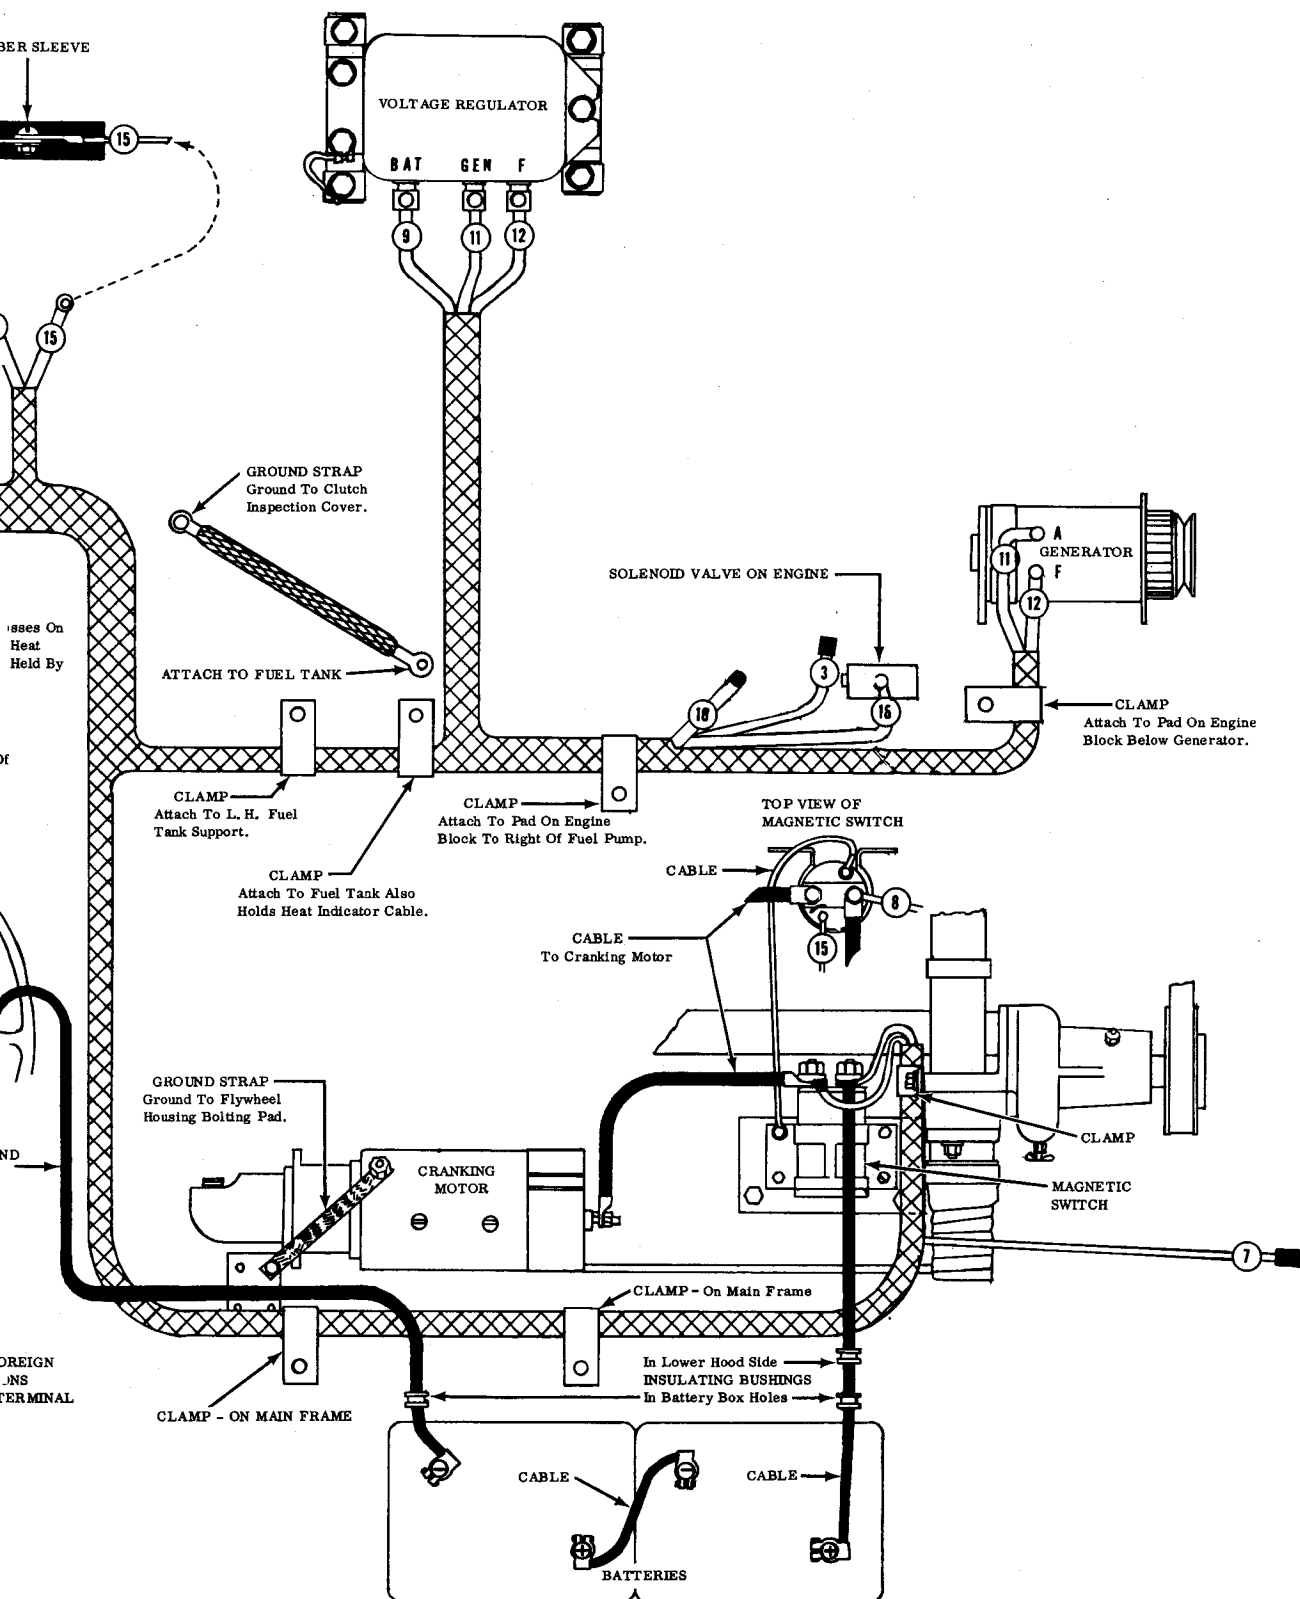 BER SLEEVE
15
VOLTAGE REGULATOR
BAT GEN F
9 11 12
15
GROUND STRAP
Ground To Clutch
Inspection Cover.
ATTACH TO FUEL TANK
SOLENOID VALVE ON ENGINE
A
GENERATOR
F
11
12
3
16
sses On
Heat
Held By
Of
CLAMP
Attach To Pad On Engine
Block Below Generator.
CLAMP
Attach To L. H. Fuel
Tank Support.
CLAMP
Attach To Fuel Tank Also
Holds Heat Indicator Cable.
CLAMP
Attach To Pad On Engine
Block To Right Of Fuel Pump.
TOP VIEW OF
MAGNETIC SWITCH
CABLE
8
15
CABLE
To Cranking Motor
GROUND STRAP
Ground To Flywheel
Housing Bolting Pad.
CRANKING
MOTOR
CLAMP
MAGNETIC
SWITCH
7
ND
CLAMP - On Main Frame
In Lower Hood Side
INSULATING BUSHINGS
In Battery Box Holes
OREIGN
NS
TERMINAL
CLAMP - ON MAIN FRAME
CABLE
CABLE
BATTERIES